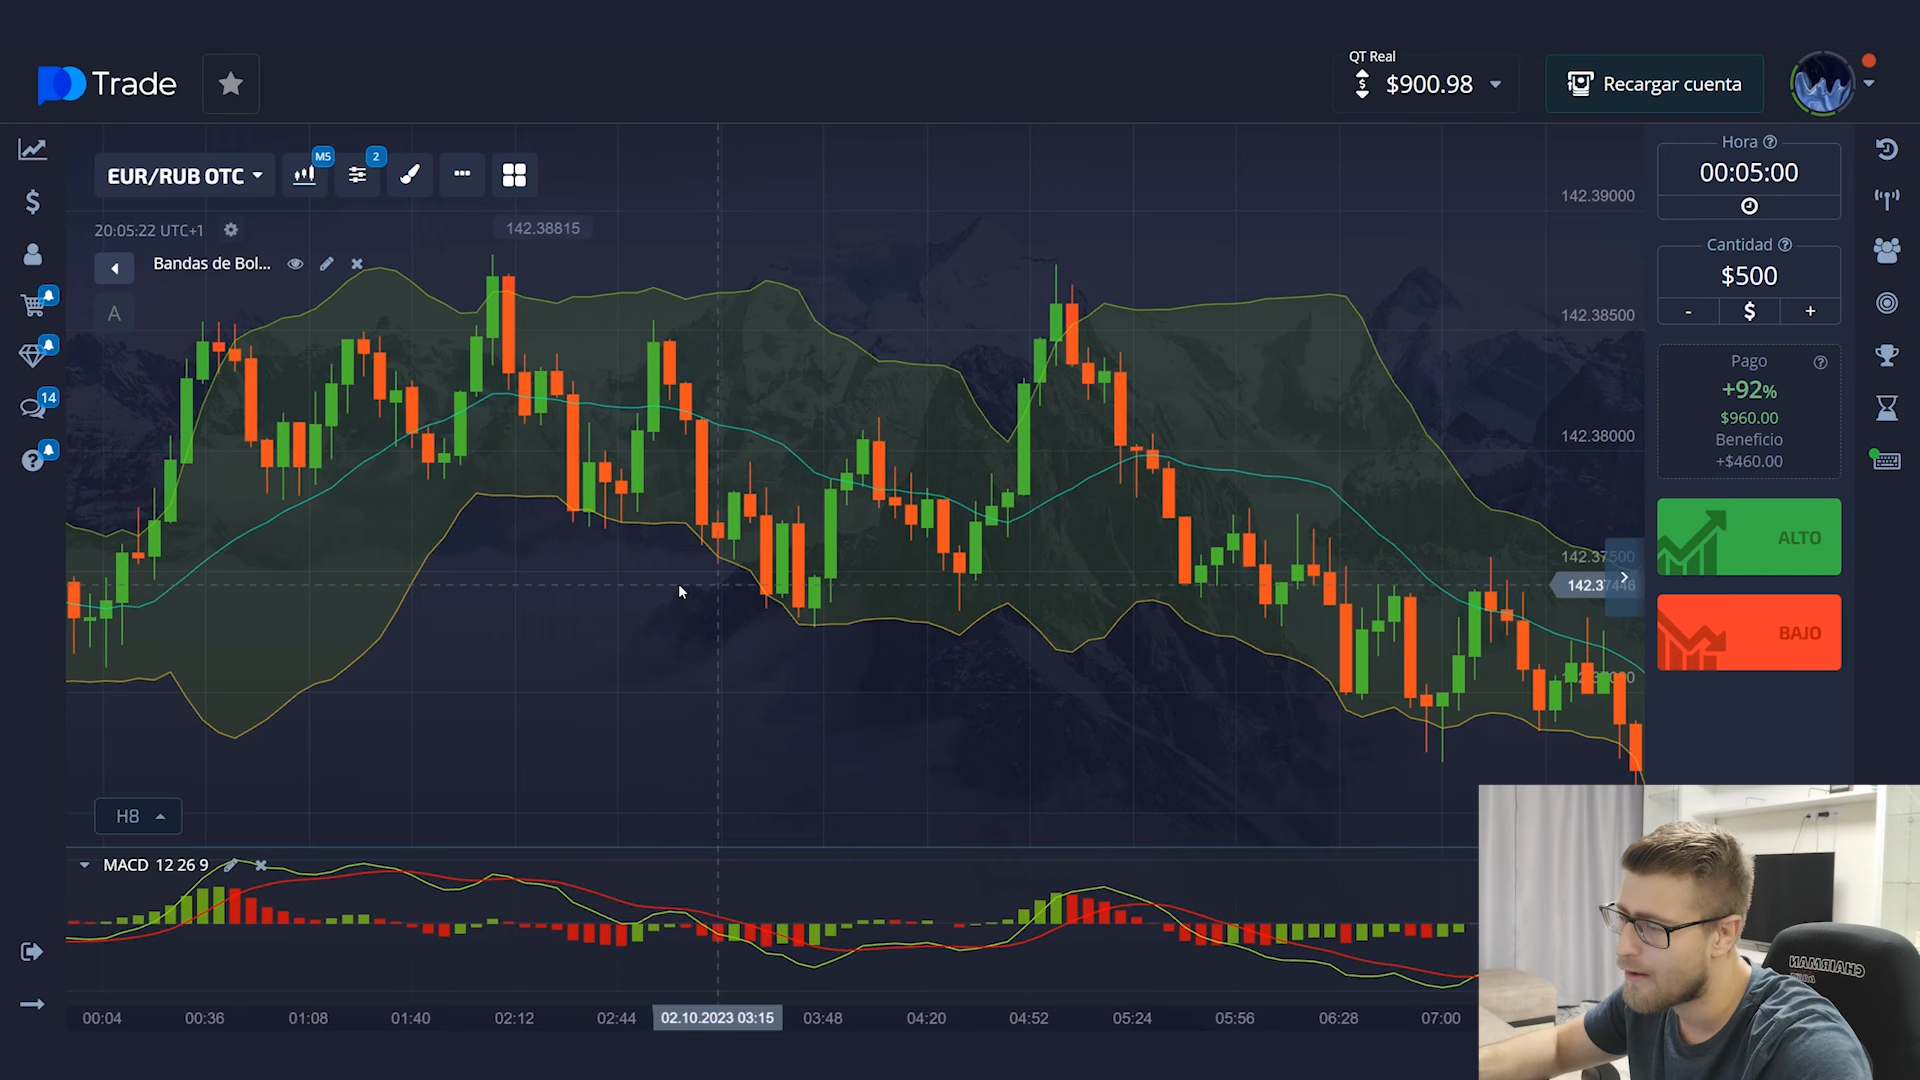 Trade
QT Real
$900.98
Recargar cuenta
EUR/RUB OTC
M5
2
20:05:22 UTC+1
142.38815
Bandas de Bol...
A
14
142.39000
142.38500
142.38000
142.37500
142.37446
Hora
00:05:00
Cantidad
$500
- $ +
Pago
+92%
$960.00
Beneficio
+$460.00
ALTO
BAJO
H8
MACD 12 26 9
00:04 00:36 01:08 01:40 02:12 02:44 02.10.2023 03:15 03:48 04:20 04:52 05:24 05:56 06:28 07:00
CHAIRMAN